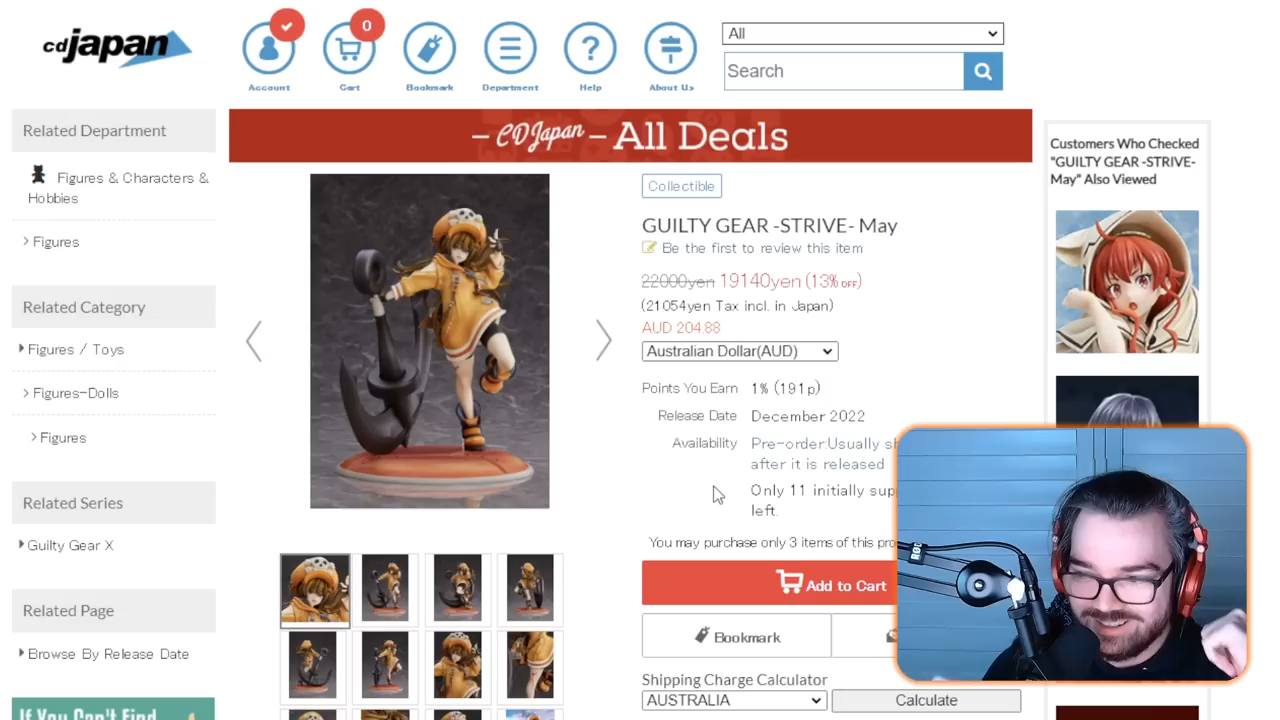 cdjapan
0
Account
Cart
Bookmark
Department
Help
About Us
All
Search
– CDJapan – All Deals
Related Department
Figures & Characters &
Hobbies
Figures
Related Category
Figures / Toys
Figures-Dolls
Figures
Related Series
Guilty Gear X
Related Page
Browse By Release Date
If You Can't Find
Collectible
GUILTY GEAR -STRIVE- May
Be the first to review this item
22000yen 19140yen (13% OFF)
(21054yen Tax incl. in Japan)
AUD 204.88
Australian Dollar(AUD)
Points You Earn 1% (191p)
Release Date December 2022
Availability Pre-order:Usually
after it is released
Only 11 initially
left.
You may purchase only 3 items of this
Add to Cart
Bookmark
Shipping Charge Calculator
AUSTRALIA Calculate
Customers Who Checked
"GUILTY GEAR -STRIVE-
May" Also Viewed
RØD